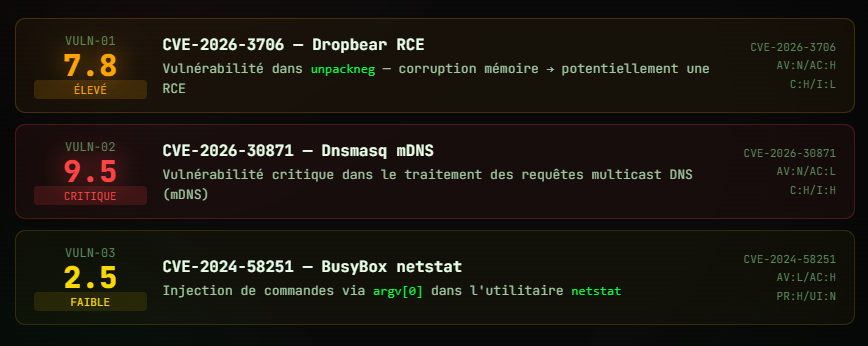 VULN-01
7.8
ÉLEVÉ
CVE-2026-3706 — Dropbear RCE
Vulnérabilité dans unpackneg — corruption mémoire → potentiellement une
RCE
CVE-2026-3706
AV:N/AC:H
C:H/I:L
VULN-02
9.5
CRITIQUE
CVE-2026-30871 — Dnsmasq mDNS
Vulnérabilité critique dans le traitement des requêtes multicast DNS
(mDNS)
CVE-2026-30871
AV:N/AC:L
C:H/I:H
VULN-03
2.5
FAIBLE
CVE-2024-58251 — BusyBox netstat
Injection de commandes via argv[0] dans l'utilitaire netstat
CVE-2024-58251
AV:L/AC:H
PR:H/UI:N